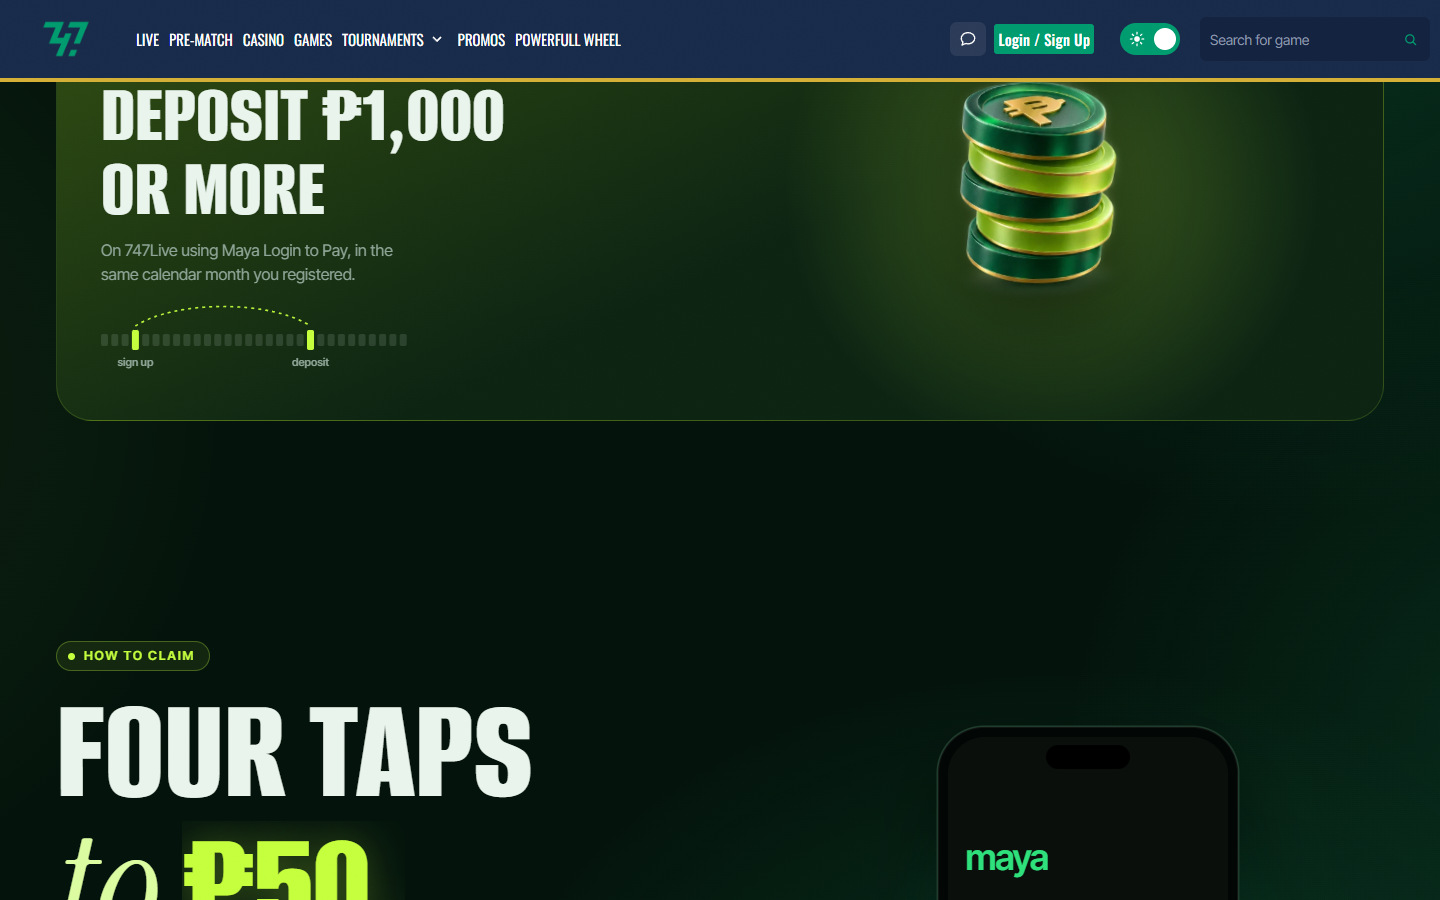 747
LIVE PRE-MATCH CASINO GAMES TOURNAMENTS PROMOS POWERFULL WHEEL
Login / Sign Up
Search for game
DEPOSIT ₱1,000
OR MORE
On 747Live using Maya Login to Pay, in the
same calendar month you registered.
sign up deposit
HOW TO CLAIM
FOUR TAPS
to ₱50
maya